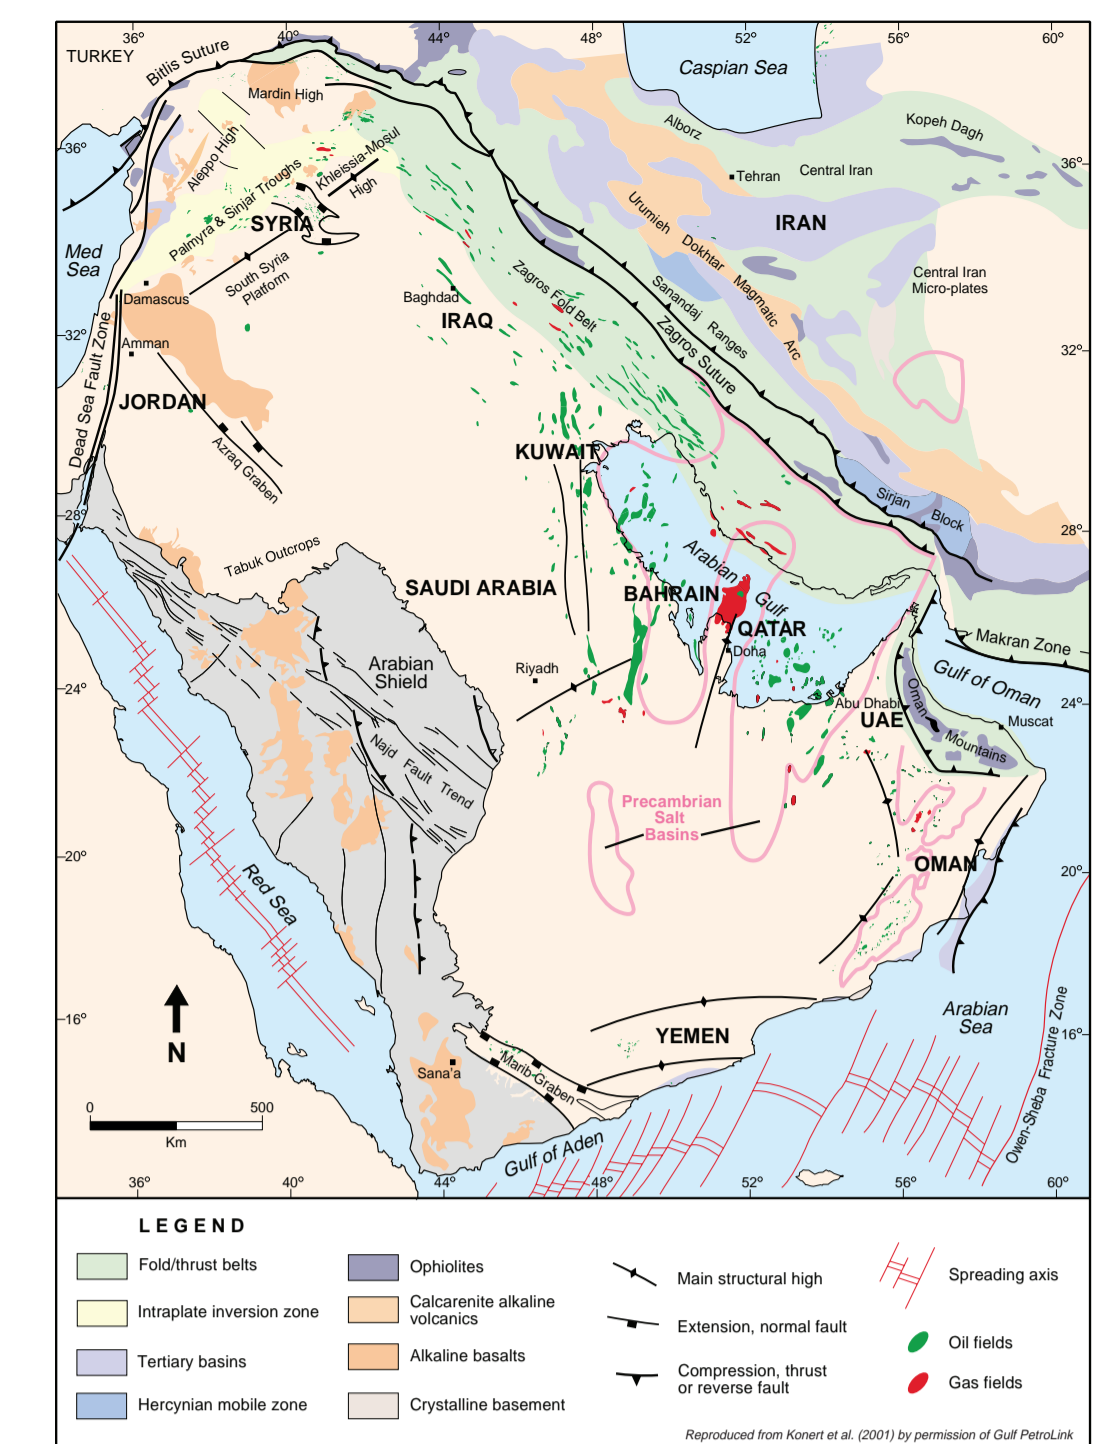 36° 40° 44° 48° 52° 56° 60°
TURKEY
Bitlis Suture
Caspian Sea
Mardin High
Alborz
Kopeh Dagh
Aleppo High
36°
36°
Khleissia-Mosul
High
Tehran
Central Iran
Palmyra & Sinjar Troughs
Urumieh Dokhtar Magmatic Arc
IRAN
SYRIA
Med
Sea
South Syria
Platform
Zagros Fold Belt
Sanandaj Ranges
Central Iran
Micro-plates
Damascus
Baghdad
IRAQ
Zagros Suture
32°
32°
Amman
Dead Sea Fault Zone
JORDAN
Azraq Graben
KUWAIT
Sirjan Block
28°
28°
Tabuk Outcrops
Arabian Gulf
SAUDI ARABIA
BAHRAIN
QATAR
Doha
Makran Zone
Arabian
Shield
Riyadh
Gulf of Oman
24°
24°
Abu Dhabi
UAE
Oman Mountains
Muscat
Najd Fault Trend
Precambrian
Salt
Basins
20°
20°
OMAN
Red Sea
Arabian
Sea
16°
16°
YEMEN
N
Marib Graben
Sana'a
Owen-Sheba Fracture Zone
0 500
Km
Gulf of Aden
36° 40° 44° 48° 52° 56° 60°
LEGEND
Fold/thrust belts
Intraplate inversion zone
Tertiary basins
Hercynian mobile zone
Ophiolites
Calcarenite alkaline
volcanics
Alkaline basalts
Crystalline basement
Main structural high
Extension, normal fault
Compression, thrust
or reverse fault
Spreading axis
Oil fields
Gas fields
Reproduced from Konert et al. (2001) by permission of Gulf PetroLink